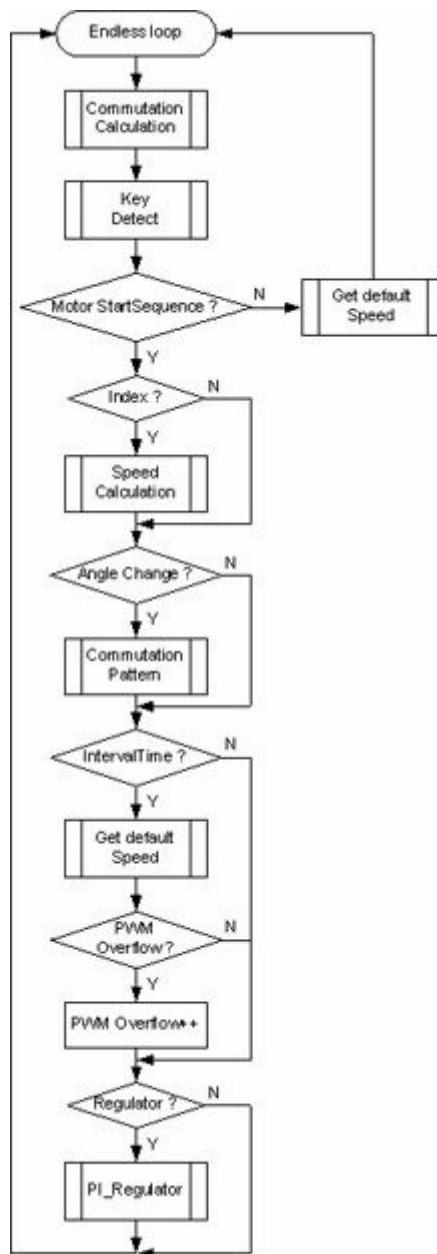 Endless loop
Commutation
Calculation
Key
Detect
Motor StartSequence ?
N
Get default
Speed
Y
Index ?
N
Y
Speed
Calculation
Angle Change ?
N
Y
Commutation
Pattern
IntervalTime ?
N
Y
Get default
Speed
PWM
Overflow ?
N
Y
PWM Overflow++
Regulator ?
N
Y
PI_Regulator